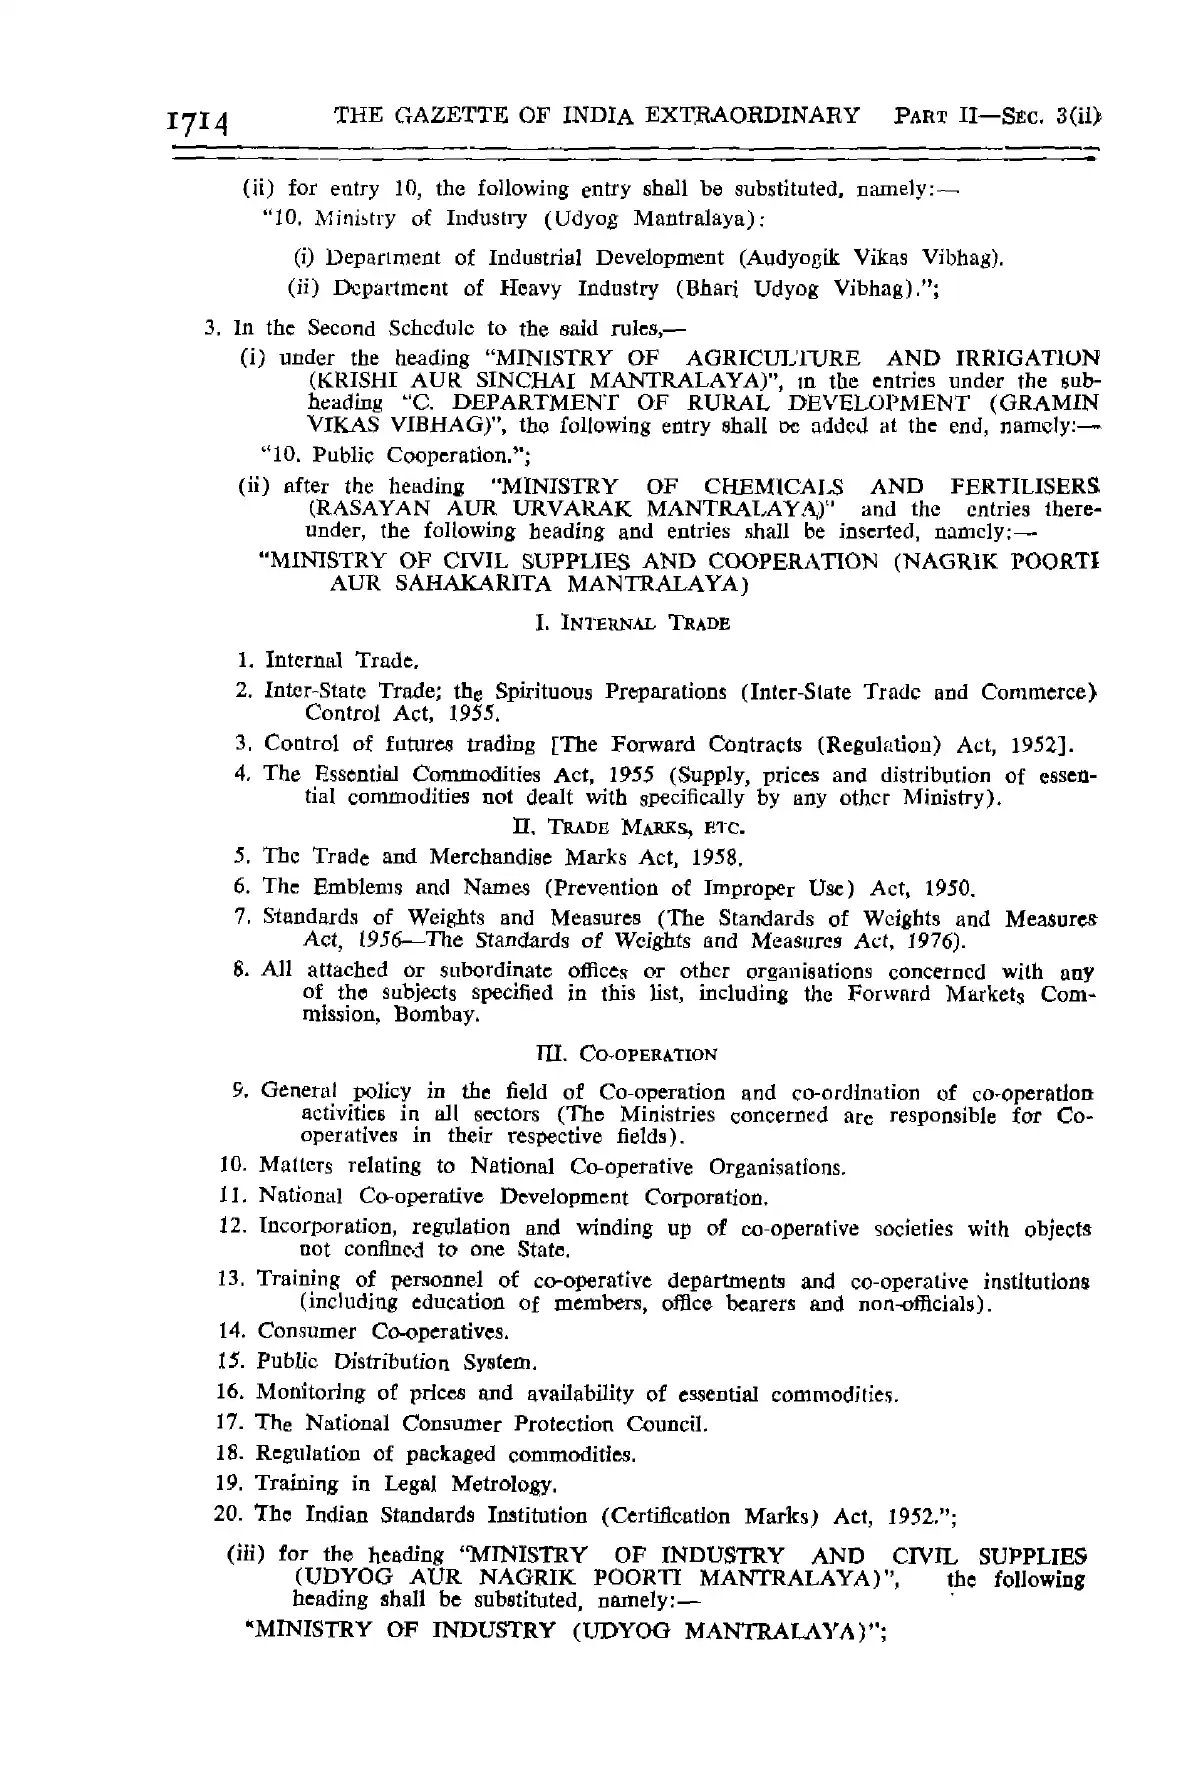 1714 THE GAZETTE OF INDIA EXTRAORDINARY PART II—SEC. 3(ii)
(ii) for entry 10, the following entry shall be substituted, namely:—
"10. Ministry of Industry (Udyog Mantralaya):
(i) Department of Industrial Development (Audyogik Vikas Vibhag).
(ii) Department of Heavy Industry (Bhari Udyog Vibhag).";
3. In the Second Schedule to the said rules,—
(i) under the heading "MINISTRY OF AGRICULTURE AND IRRIGATION
(KRISHI AUR SINCHAI MANTRALAYA)", in the entries under the sub-
heading "C. DEPARTMENT OF RURAL DEVELOPMENT (GRAMIN
VIKAS VIBHAG)", the following entry shall be added at the end, namely:—
"10. Public Cooperation.";
(ii) after the heading "MINISTRY OF CHEMICALS AND FERTILISERS
(RASAYAN AUR URVARAK MANTRALAYA)" and the entries there-
under, the following heading and entries shall be inserted, namely:—
"MINISTRY OF CIVIL SUPPLIES AND COOPERATION (NAGRIK POORTI
AUR SAHAKARITA MANTRALAYA)
I. INTERNAL TRADE
1. Internal Trade.
2. Inter-State Trade; the Spirituous Preparations (Inter-State Trade and Commerce)
Control Act, 1955.
3. Control of futures trading [The Forward Contracts (Regulation) Act, 1952].
4. The Essential Commodities Act, 1955 (Supply, prices and distribution of essen-
tial commodities not dealt with specifically by any other Ministry).
II. TRADE MARKS, ETC.
5. The Trade and Merchandise Marks Act, 1958.
6. The Emblems and Names (Prevention of Improper Use) Act, 1950.
7. Standards of Weights and Measures (The Standards of Weights and Measures
Act, 1956—The Standards of Weights and Measures Act, 1976).
8. All attached or subordinate offices or other organisations concerned with any
of the subjects specified in this list, including the Forward Markets Com-
mission, Bombay.
III. CO-OPERATION
9. General policy in the field of Co-operation and co-ordination of co-operation
activities in all sectors (The Ministries concerned are responsible for Co-
operatives in their respective fields).
10. Matters relating to National Co-operative Organisations.
11. National Co-operative Development Corporation.
12. Incorporation, regulation and winding up of co-operative societies with objects
not confined to one State.
13. Training of personnel of co-operative departments and co-operative institutions
(including education of members, office bearers and non-officials).
14. Consumer Co-operatives.
15. Public Distribution System.
16. Monitoring of prices and availability of essential commodities.
17. The National Consumer Protection Council.
18. Regulation of packaged commodities.
19. Training in Legal Metrology.
20. The Indian Standards Institution (Certification Marks) Act, 1952.";
(iii) for the heading "MINISTRY OF INDUSTRY AND CIVIL SUPPLIES
(UDYOG AUR NAGRIK POORTI MANTRALAYA)", the following
heading shall be substituted, namely:—
"MINISTRY OF INDUSTRY (UDYOG MANTRALAYA)";